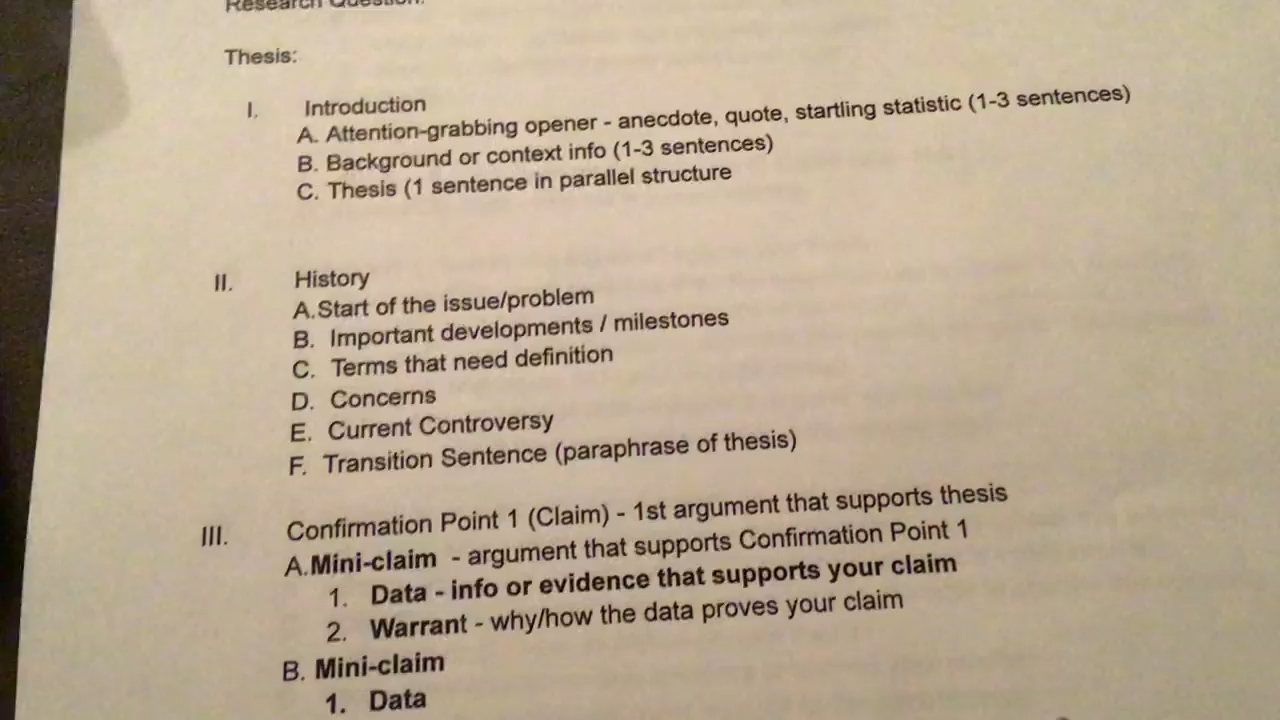 Research Question:
Thesis:
I. Introduction
A. Attention-grabbing opener - anecdote, quote, startling statistic (1-3 sentences)
B. Background or context info (1-3 sentences)
C. Thesis (1 sentence in parallel structure
II. History
A.Start of the issue/problem
B. Important developments / milestones
C. Terms that need definition
D. Concerns
E. Current Controversy
F. Transition Sentence (paraphrase of thesis)
III. Confirmation Point 1 (Claim) - 1st argument that supports thesis
A.Mini-claim - argument that supports Confirmation Point 1
1. Data - info or evidence that supports your claim
2. Warrant - why/how the data proves your claim
B. Mini-claim
1. Data